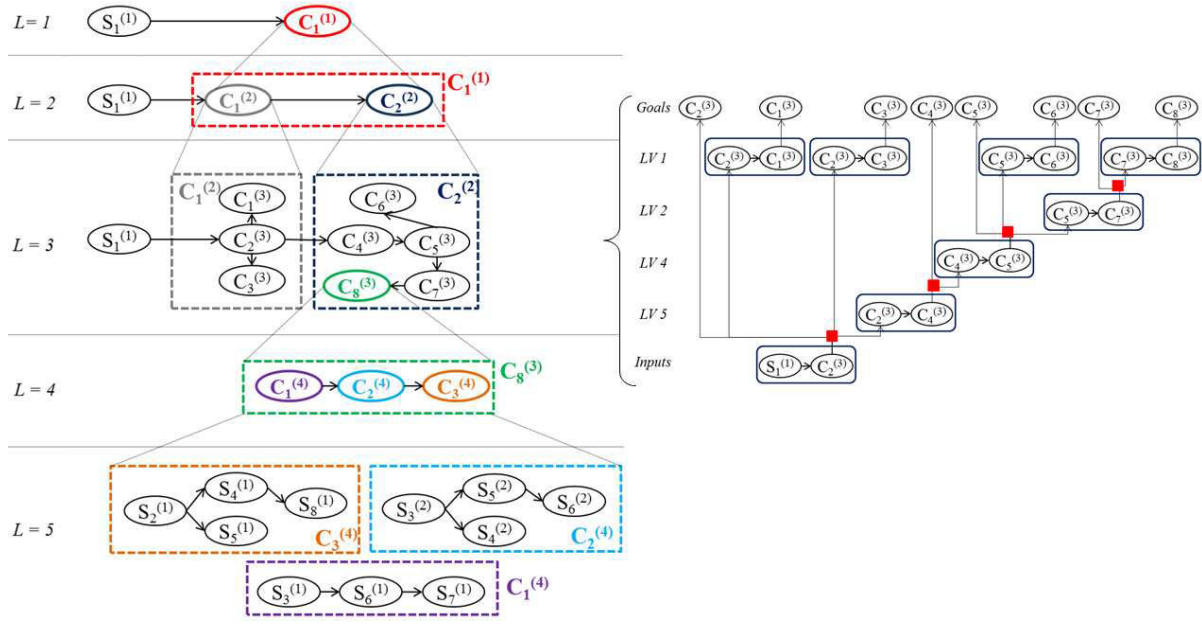 L = 1 S₁⁽¹⁾ C₁⁽¹⁾
L = 2 S₁⁽¹⁾ C₁⁽²⁾ C₂⁽²⁾ C₁⁽¹⁾
C₁⁽²⁾ C₁⁽³⁾ C₆⁽³⁾ C₂⁽²⁾
L = 3 S₁⁽¹⁾ C₂⁽³⁾ C₄⁽³⁾ C₅⁽³⁾
C₃⁽³⁾ C₈⁽³⁾ C₇⁽³⁾
L = 4 C₁⁽⁴⁾ C₂⁽⁴⁾ C₃⁽⁴⁾ C₈⁽³⁾
S₄⁽¹⁾ S₅⁽²⁾
S₂⁽¹⁾ S₈⁽¹⁾ S₃⁽²⁾ S₆⁽²⁾
L = 5 S₅⁽¹⁾ C₃⁽⁴⁾ S₄⁽²⁾ C₂⁽⁴⁾
S₃⁽¹⁾ S₆⁽¹⁾ S₇⁽¹⁾ C₁⁽⁴⁾
Goals C₂⁽³⁾ C₁⁽³⁾ C₃⁽³⁾ C₄⁽³⁾ C₅⁽³⁾ C₆⁽³⁾ C₇⁽³⁾ C₈⁽³⁾
LV 1 C₂⁽³⁾ C₁⁽³⁾ C₂⁽³⁾ C₃⁽³⁾ C₅⁽³⁾ C₆⁽³⁾ C₇⁽³⁾ C₈⁽³⁾
LV 2 C₅⁽³⁾ C₇⁽³⁾
LV 4 C₄⁽³⁾ C₅⁽³⁾
LV 5 C₂⁽³⁾ C₄⁽³⁾
Inputs S₁⁽¹⁾ C₂⁽³⁾